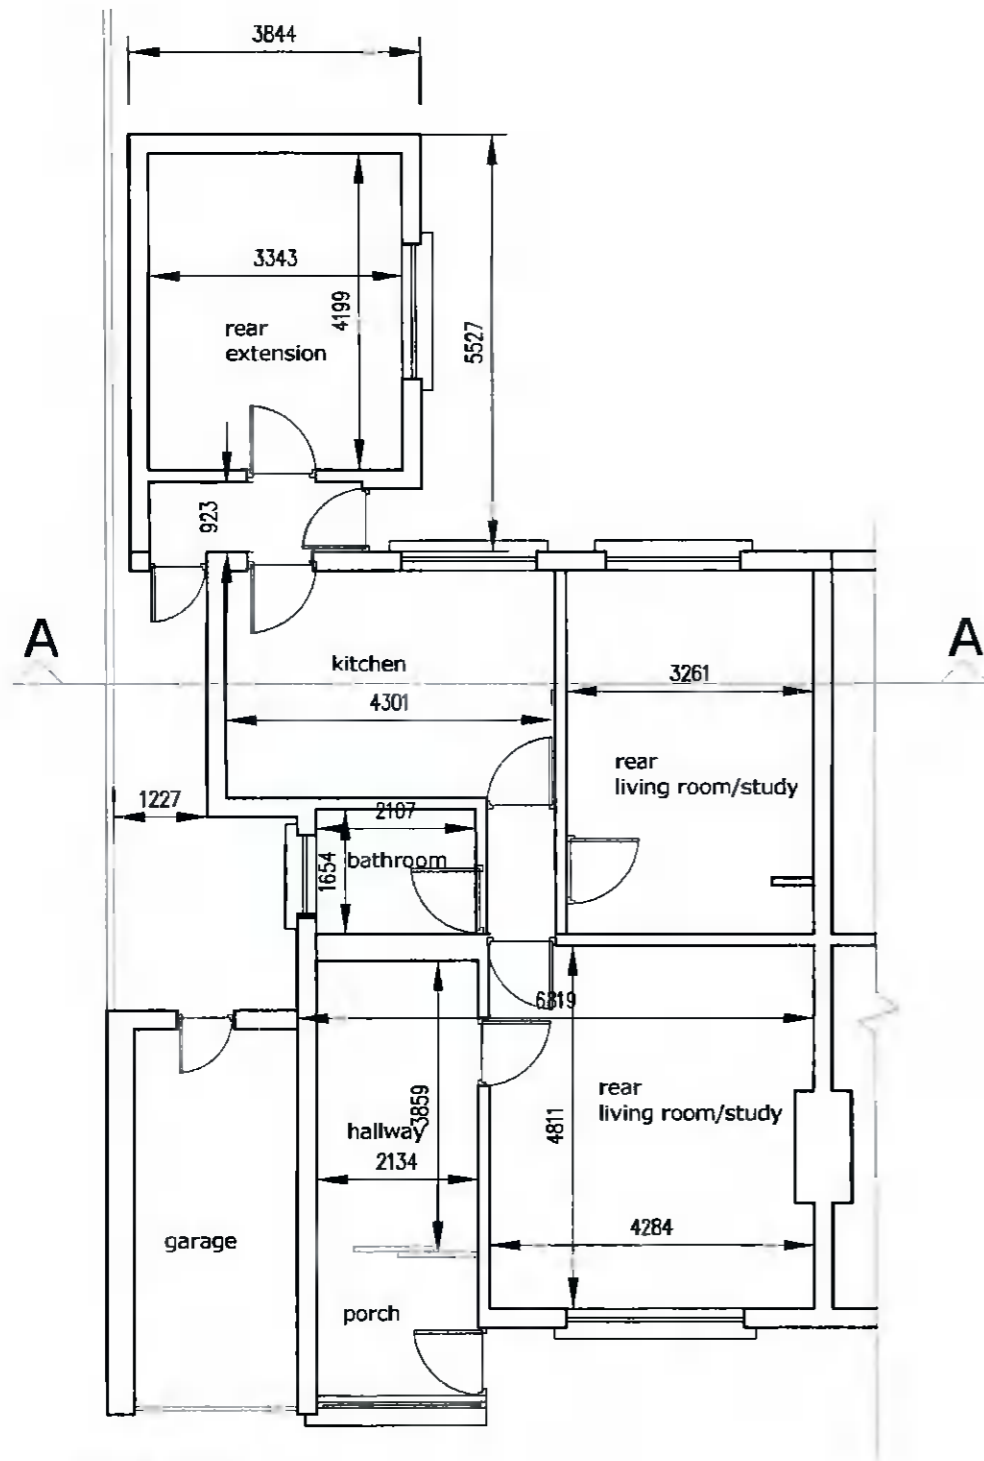 3844
3343
4199
rear
extension
5527
923
A
A
kitchen
3261
4301
rear
living room/study
1227
2107
1654
bathroom
6819
rear
living room/study
3859
4811
hallway
2134
4284
garage
porch